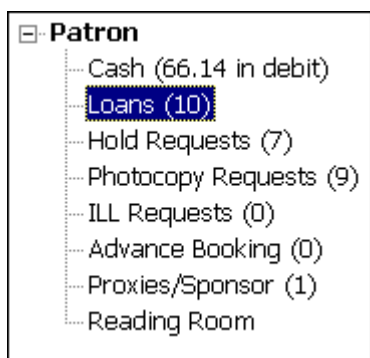 Patron
Cash (66.14 in debit)
Loans (10)
Hold Requests (7)
Photocopy Requests (9)
ILL Requests (0)
Advance Booking (0)
Proxies/Sponsor (1)
Reading Room